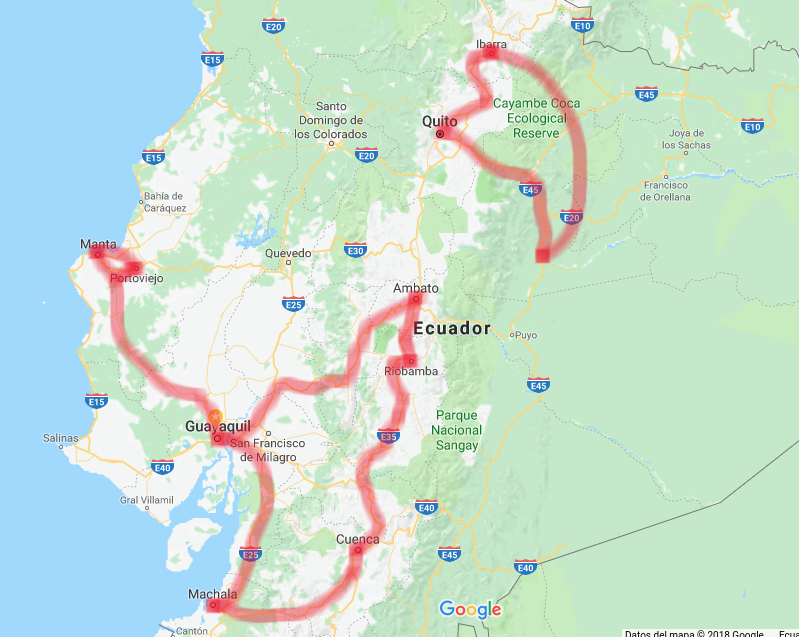 E20
E10
Ibarra
E15
Santo
Domingo de
los Colorados
Cayambe Coca
Ecological
Reserve
E45
Quito
E10
Joya de
los Sachas
E15
E20
E45
Francisco
de Orellana
Bahía de
Caráquez
E20
Manta
E30
Quevedo
Portoviejo
Ambato
E25
Ecuador
Puyo
Riobamba
E45
E15
Guayaquil
Parque
Nacional
Sangay
Salinas
San Francisco
de Milagro
E35
E40
Gral Villamil
E40
Cuenca
E25
E45
E40
Machala
Google
Cantón
Datos del mapa © 2018 Google
Ecua